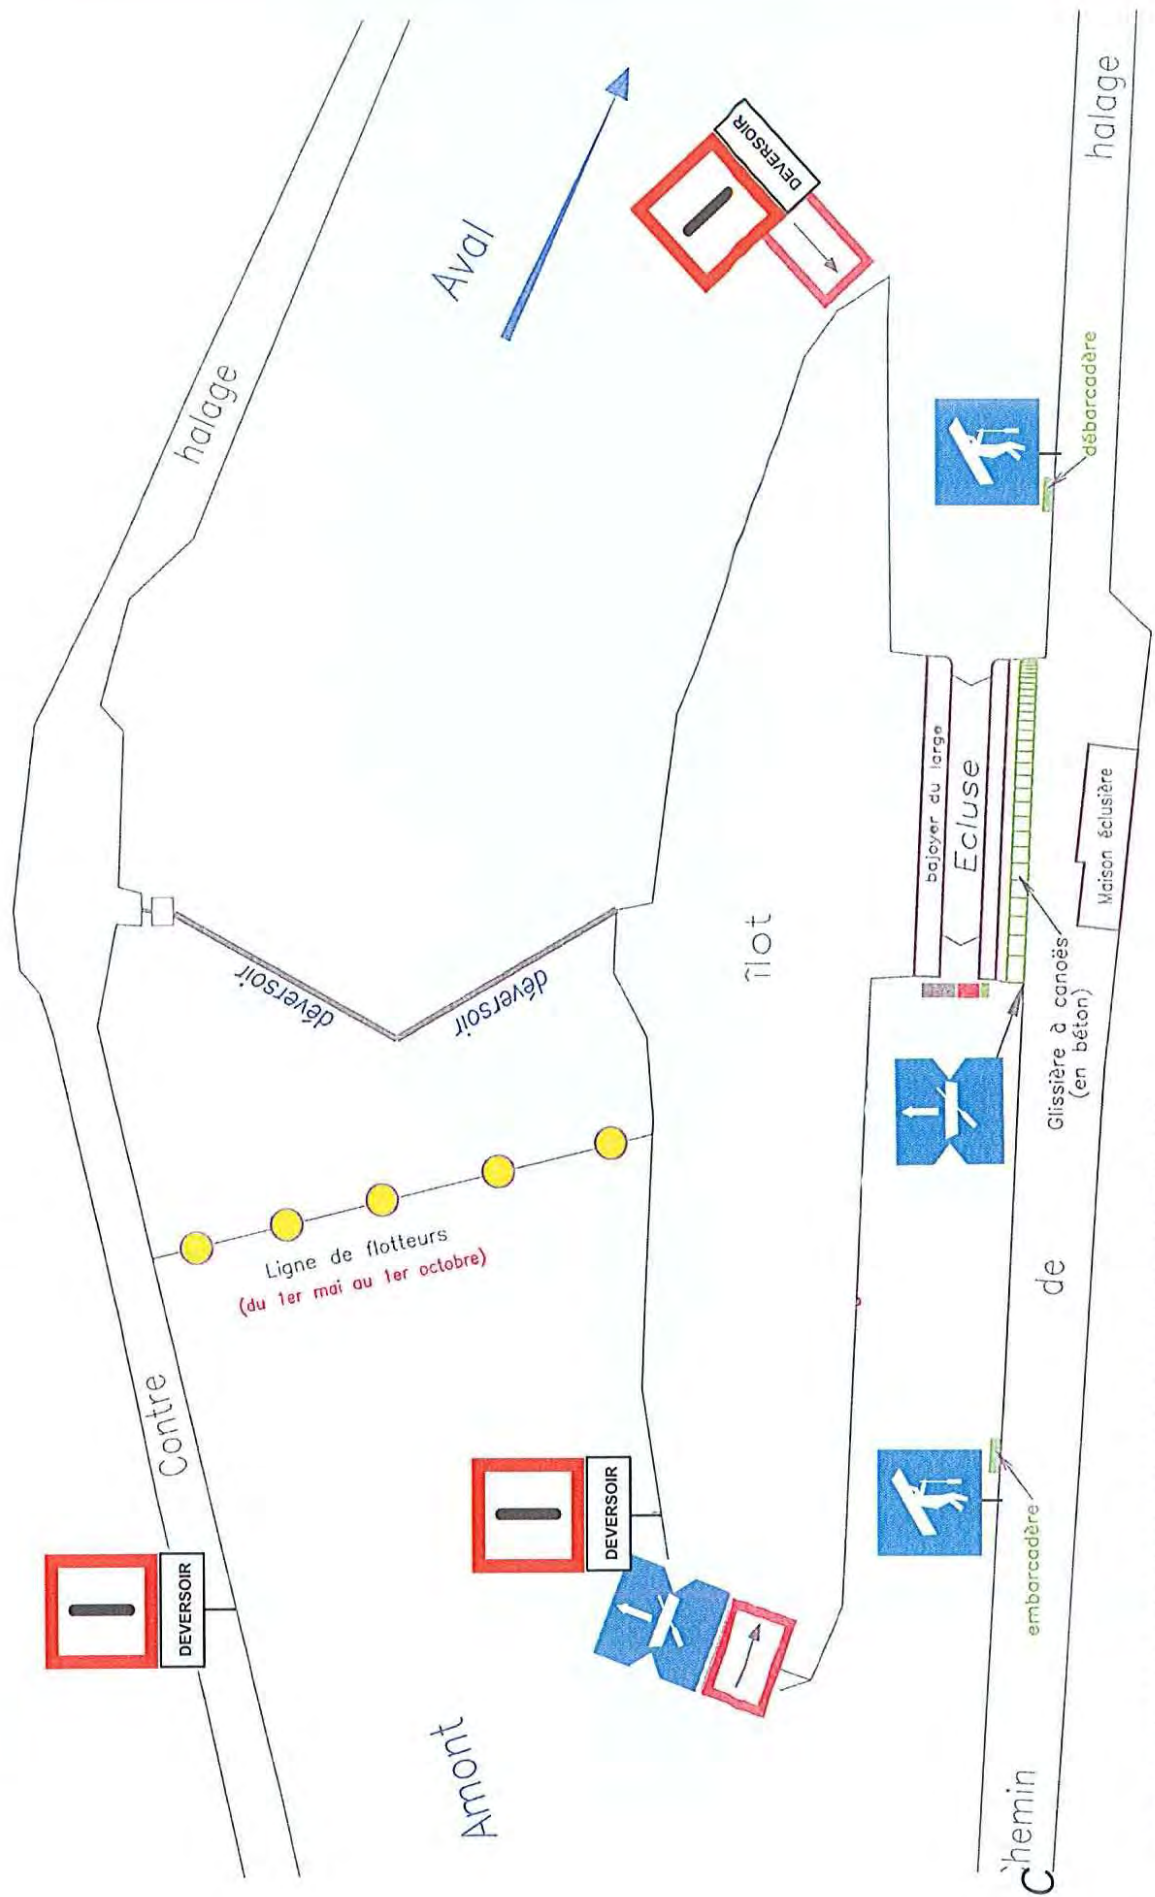 halage
Aval
DEVERSOIR
halage
débarcadère
déversoir
déversoir
îlot
bajoyer du large
Ecluse
Maison éclusière
Glissière à canoës
(en béton)
Ligne de flotteurs
(du 1er mai au 1er octobre)
de
Contre
DEVERSOIR
DEVERSOIR
embarcadère
Amont
Chemin